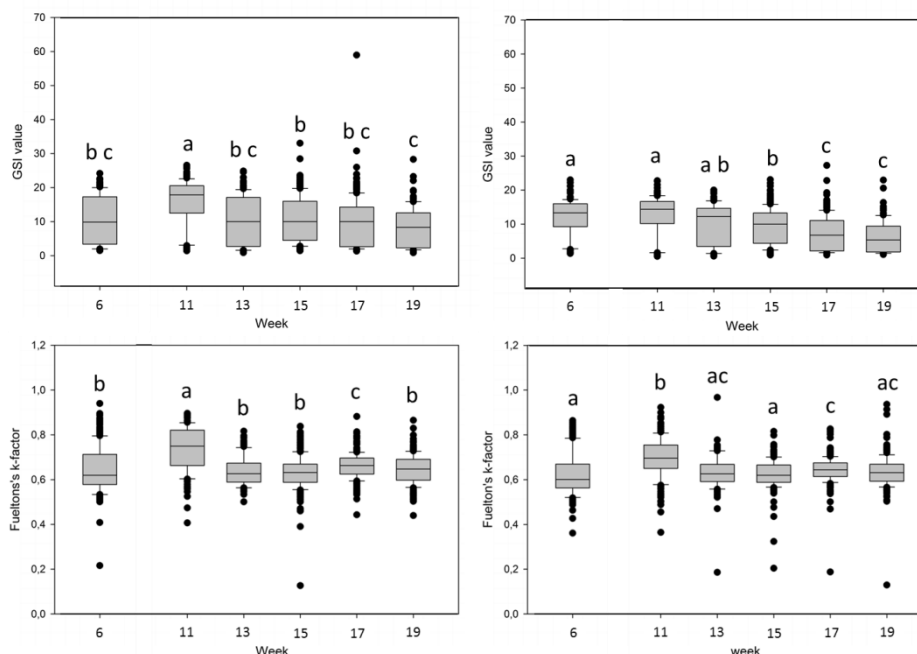 GSI value
70
60
50
40
30
20
10
0
b c
a
b c
b
b c
c
6 11 13 15 17 19
Week
GSI value
70
60
50
40
30
20
10
0
a
a
a b
b
c
c
6 11 13 15 17 19
Week
Fueltons's k-factor
1,2
1,0
0,8
0,6
0,4
0,2
0,0
b
a
b
b
c
b
6 11 13 15 17 19
Week
Fuelton's k-factor
1,2
1,0
0,8
0,6
0,4
0,2
0,0
a
b
ac
a
c
ac
6 11 13 15 17 19
week